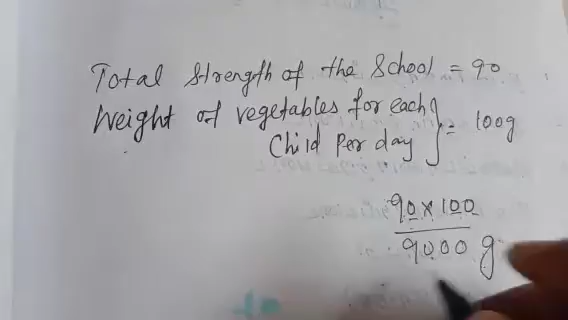 Total Strength of the School = 90
Weight of vegetables for each
Child Per day } = 100g
90 x 100
9000 g